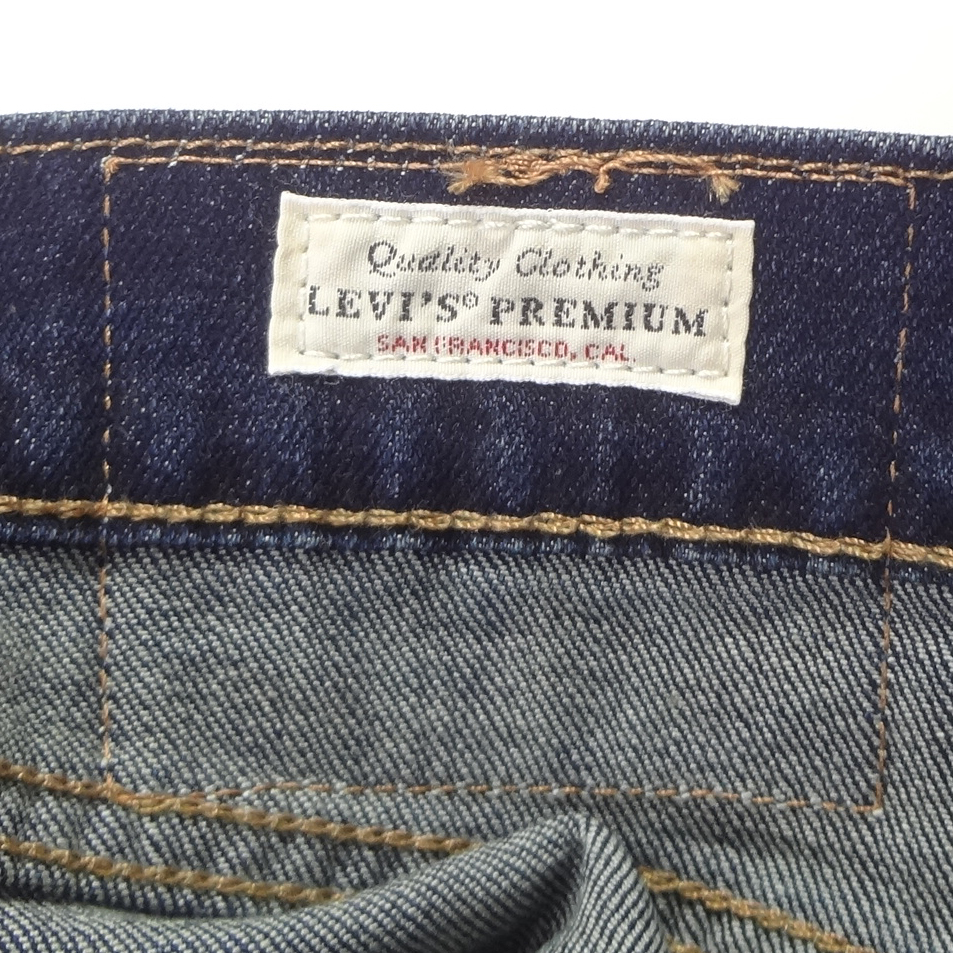 Quality Clothing
LEVI'S® PREMIUM
SAN FRANCISCO, CAL.